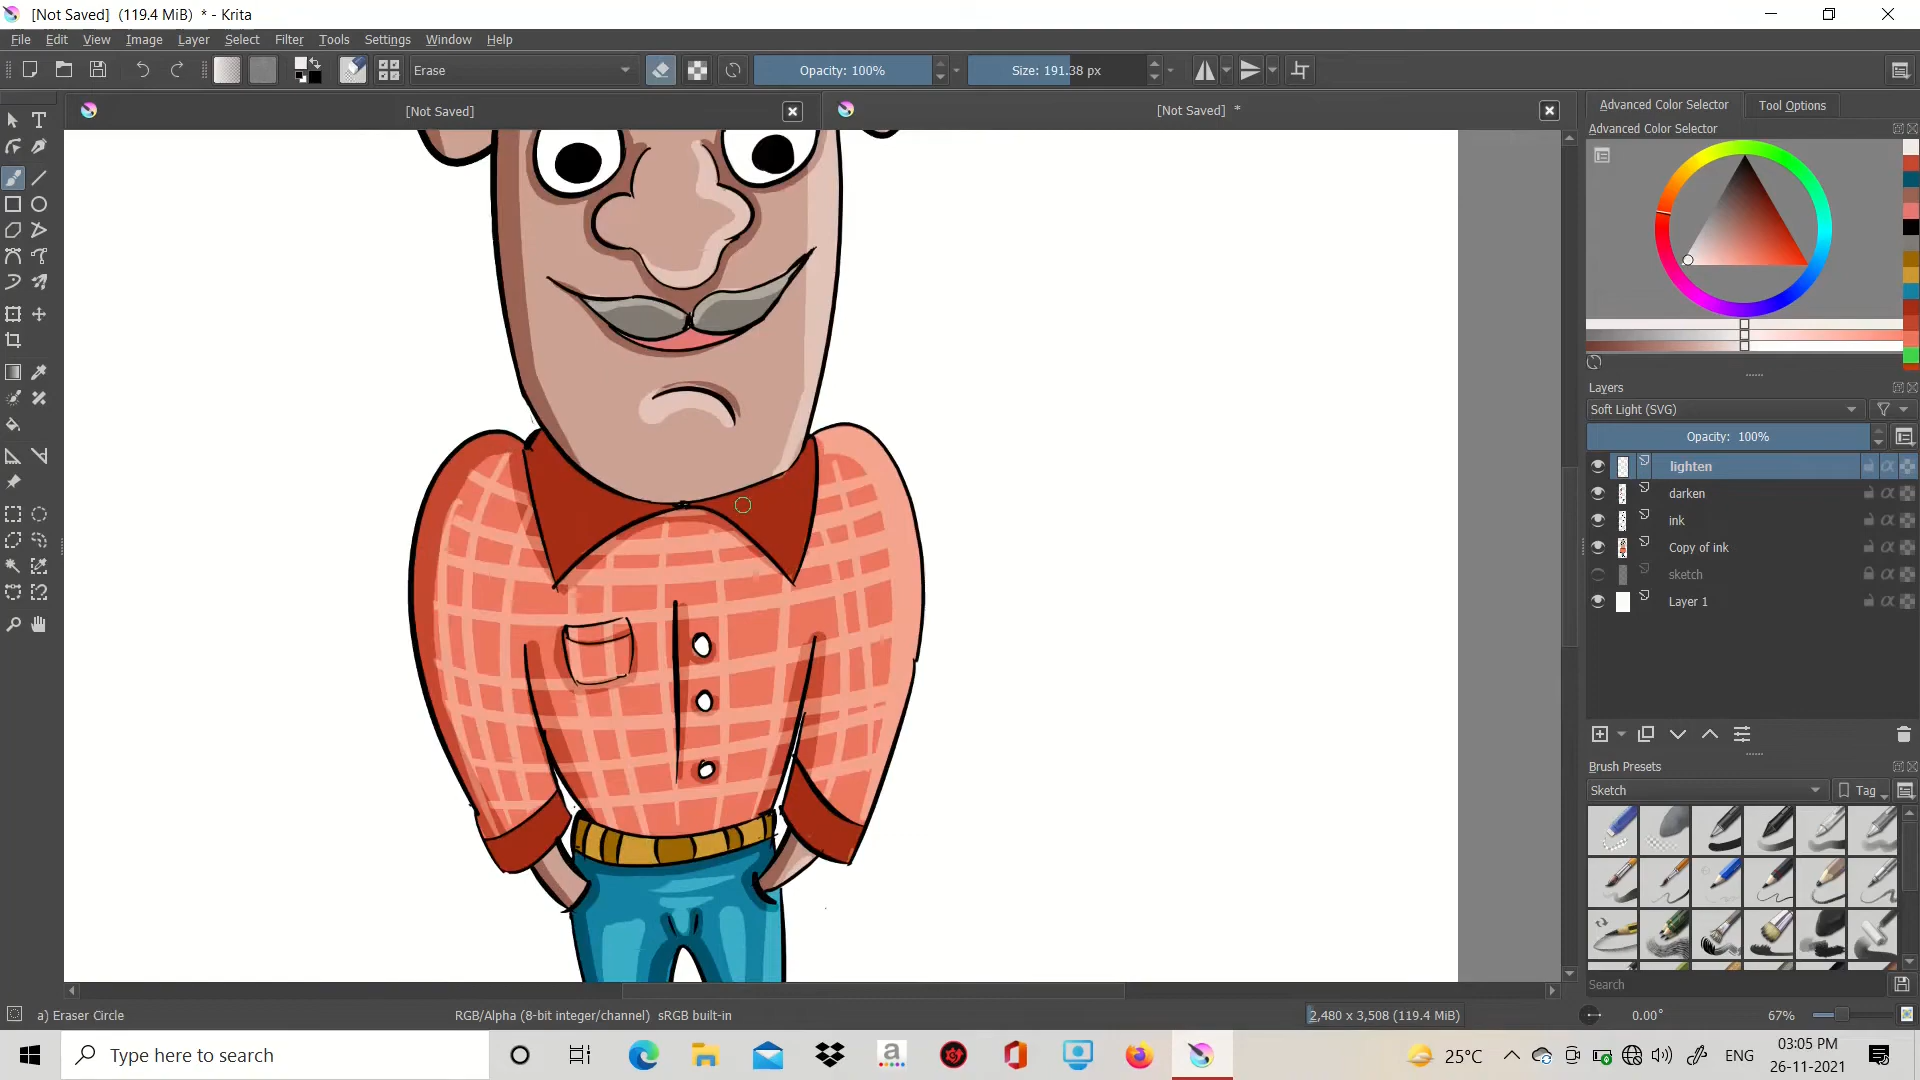 [Not Saved]  (119.4 MiB)  * - Krita
File Edit View Image Layer Select Filter Tools Settings Window Help
Erase Opacity: 100% Size: 191.38 px
[Not Saved] [Not Saved] *
Advanced Color Selector Tool Options
Advanced Color Selector
Layers
Soft Light (SVG)
Opacity: 100%
lighten
darken
ink
Copy of ink
sketch
Layer 1
Brush Presets
Sketch Tag
Search
a) Eraser Circle RGB/Alpha (8-bit integer/channel) sRGB built-in 2,480 x 3,508 (119.4 MiB) 0.00° 67%
Type here to search 25°C ENG 03:05 PM
26-11-2021